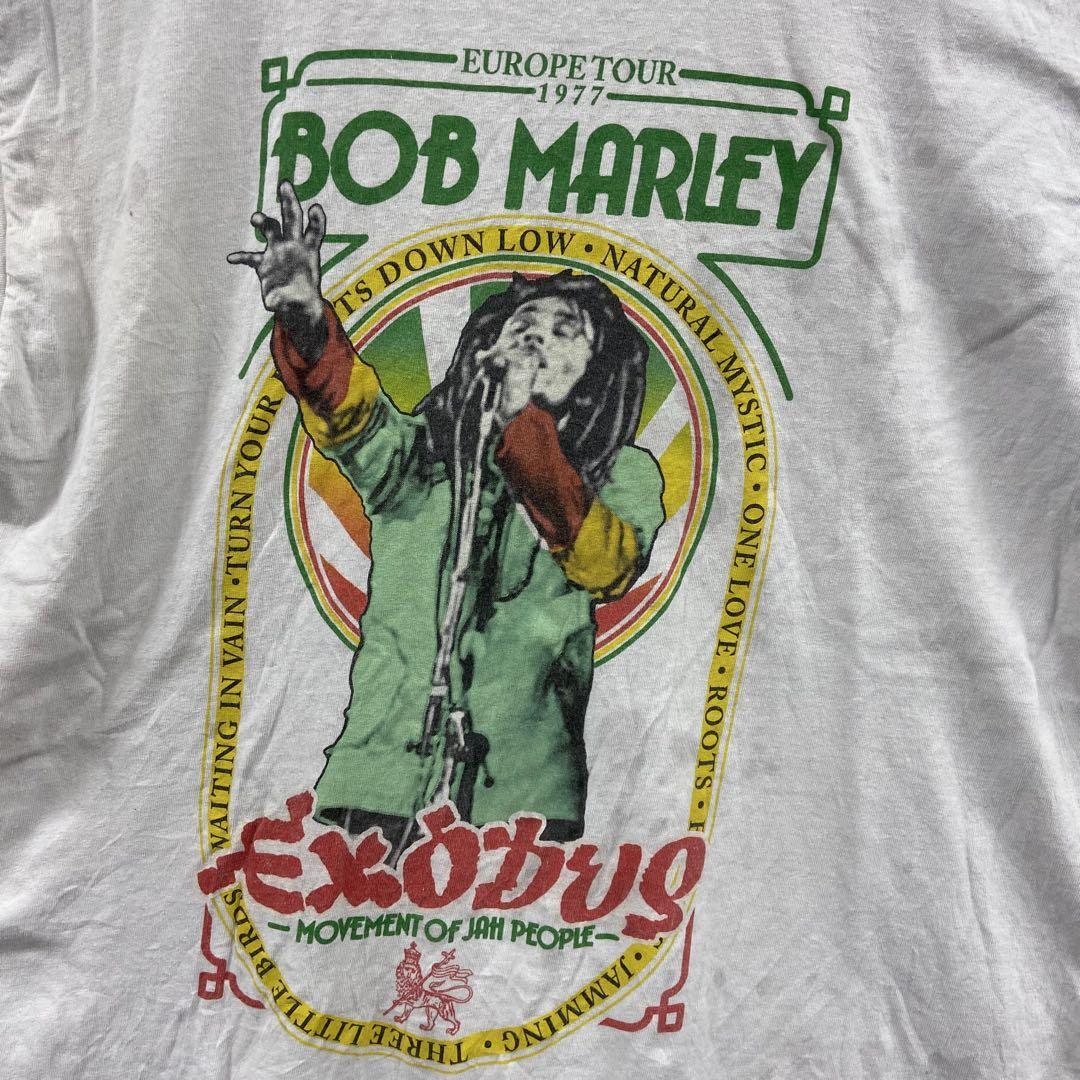 EUROPE TOUR
1977
BOB MARLEY
WAITING IN VAIN • TURN YOUR TS DOWN LOW • NATURAL MYSTIC • ONE LOVE • ROOTS •
EXODUS
MOVEMENT OF JAH PEOPLE
JAMMING • THREE LITTLE BIRDS